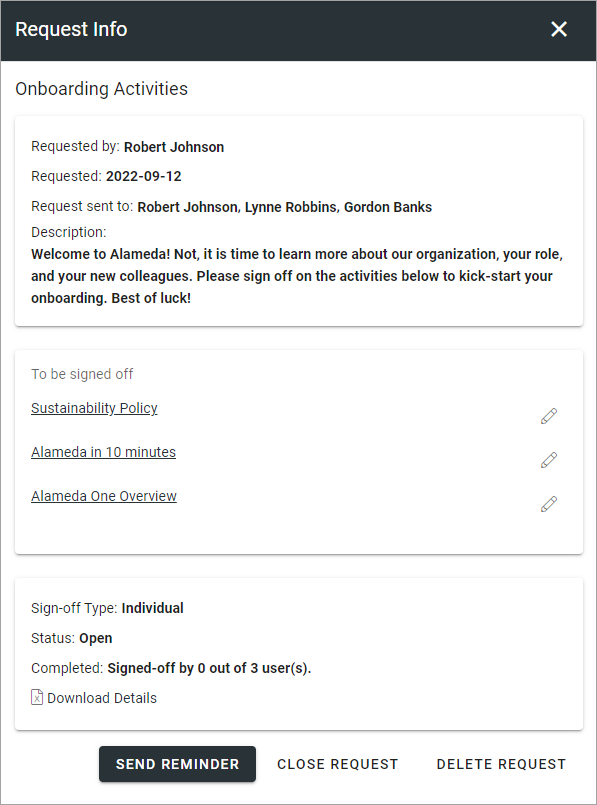 Request Info
Onboarding Activities
Requested by: Robert Johnson
Requested: 2022-09-12
Request sent to: Robert Johnson, Lynne Robbins, Gordon Banks
Description:
Welcome to Alameda! Not, it is time to learn more about our organization, your role,
and your new colleagues. Please sign off on the activities below to kick-start your
onboarding. Best of luck!
To be signed off
Sustainability Policy
Alameda in 10 minutes
Alameda One Overview
Sign-off Type: Individual
Status: Open
Completed: Signed-off by 0 out of 3 user(s).
Download Details
SEND REMINDER CLOSE REQUEST DELETE REQUEST